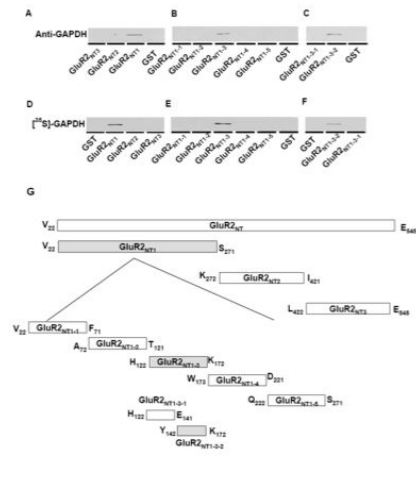 A B C
Anti-GAPDH
GluR2NT3 GluR2NT2 GluR2NT1 GST GluR2NT1-1 GluR2NT1-2 GluR2NT1-3 GluR2NT1-4 GluR2NT1-5 GST GluR2NT1-3-1 GluR2NT1-3-2 GST
D E F
[35S]-GAPDH
GST GluR2NT1 GluR2NT2 GluR2NT3 GluR2NT1-1 GluR2NT1-2 GluR2NT1-3 GluR2NT1-4 GluR2NT1-5 GST GST GluR2NT1-3-2 GluR2NT1-3-1
G
V22 GluR2NT E545
V22 GluR2NT1 S271
K272 GluR2NT2 I421
L422 GluR2NT3 E545
V22 GluR2NT1-1 F71
A72 GluR2NT1-2 T121
H122 GluR2NT1-3 K172
W173 GluR2NT1-4 D221
GluR2NT1-3-1 Q222 GluR2NT1-5 S271
H122 E141
Y142 K172
GluR2NT1-3-2